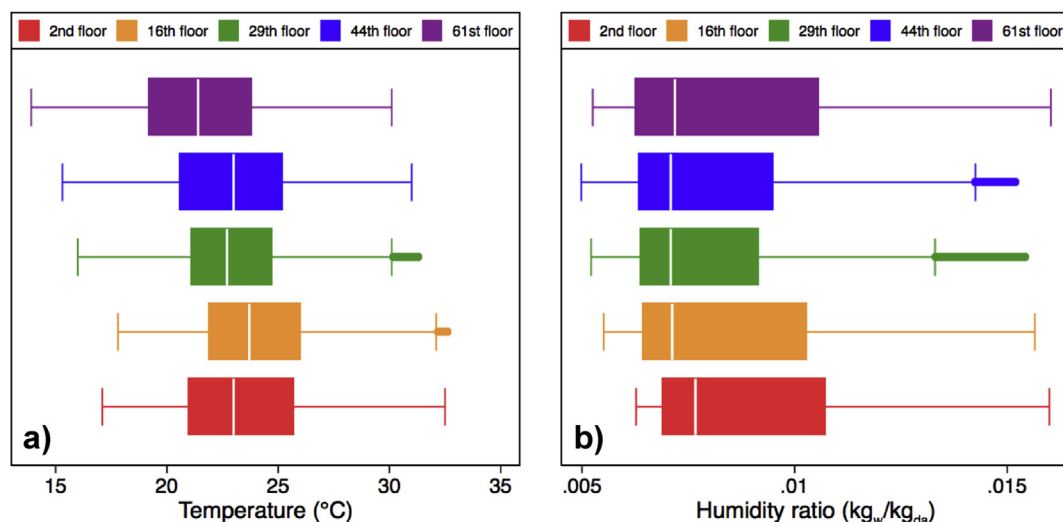 2nd floor 16th floor 29th floor 44th floor 61st floor
a)
15 20 25 30 35
Temperature (°C)
2nd floor 16th floor 29th floor 44th floor 61st floor
b)
.005 .01 .015
Humidity ratio (kgw/kgda)